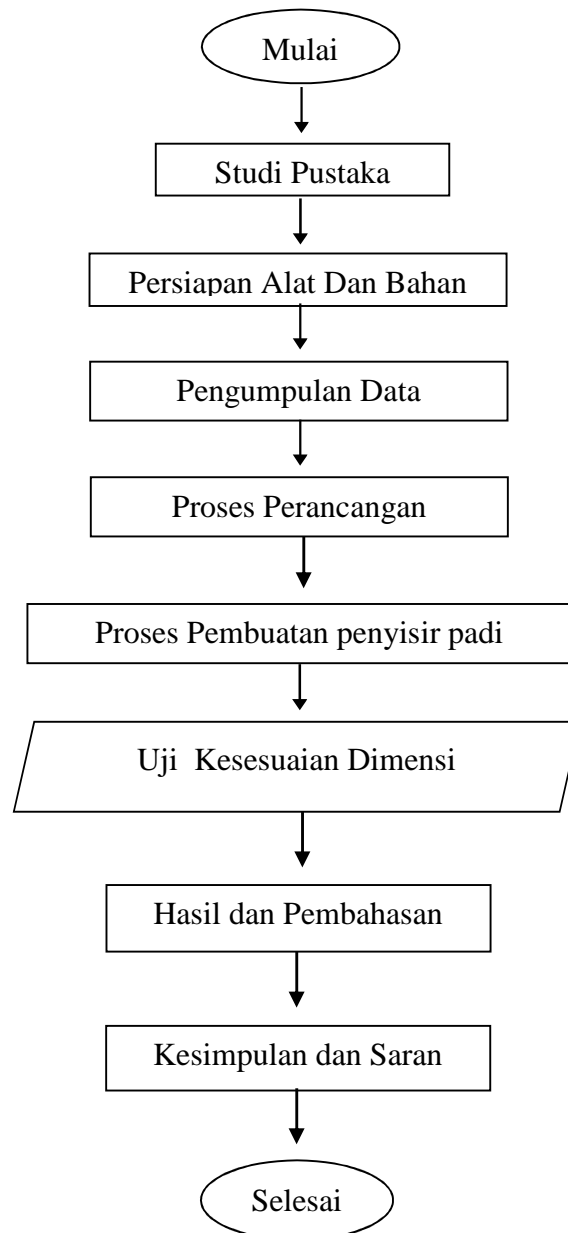 Mulai
Studi Pustaka
Persiapan Alat Dan Bahan
Pengumpulan Data
Proses Perancangan
Proses Pembuatan penyisir padi
Uji Kesesuaian Dimensi
Hasil dan Pembahasan
Kesimpulan dan Saran
Selesai